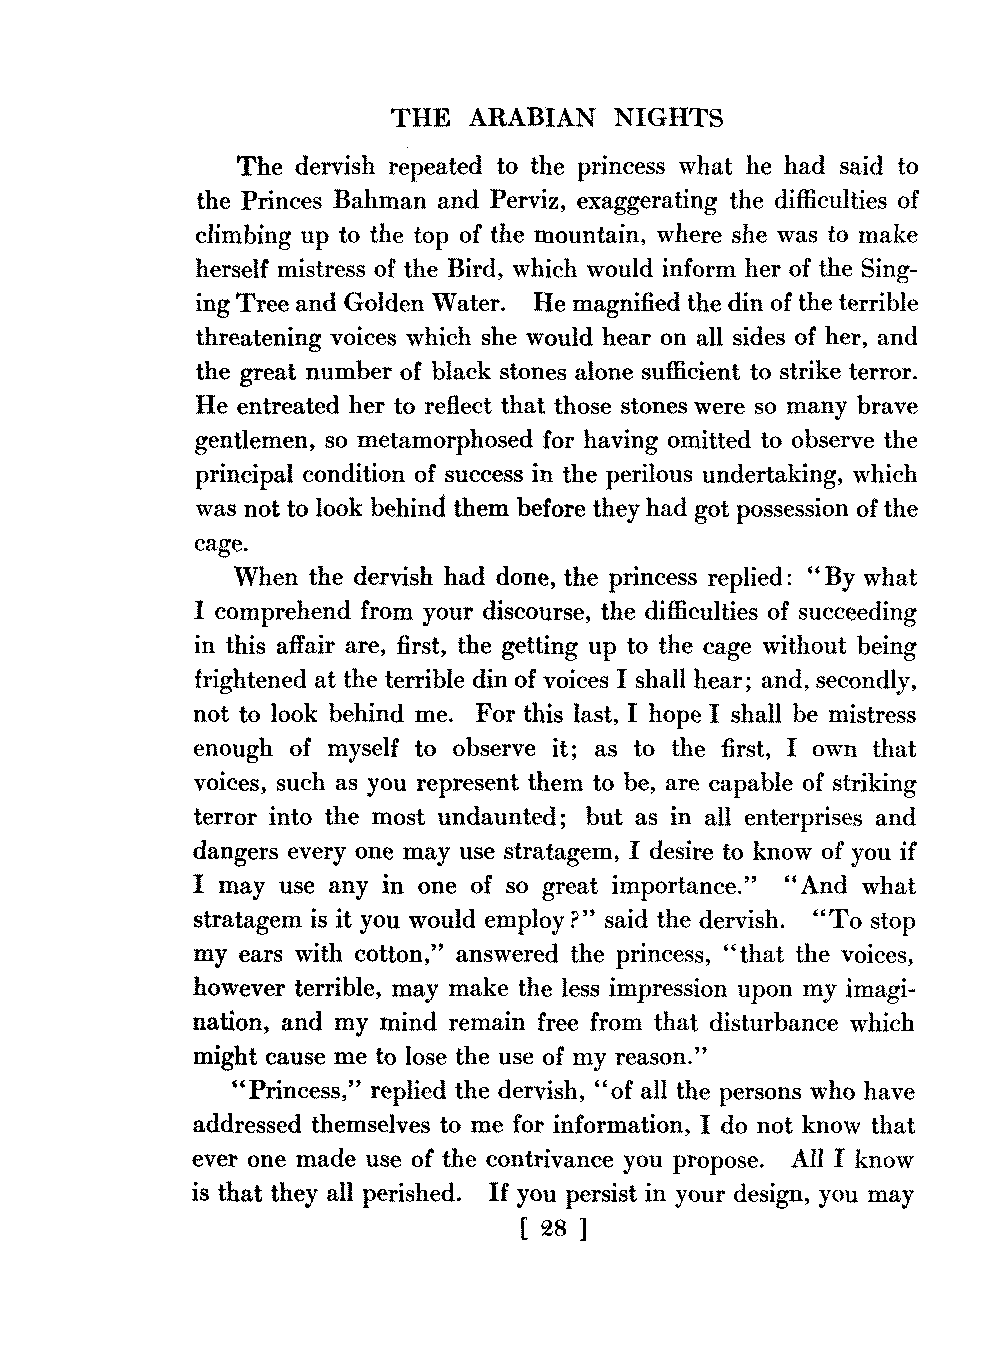 THE ARABIAN NIGHTS
The dervish repeated to the princess what he had said to
the Princes Bahman and Perviz, exaggerating the difficulties of
climbing up to the top of the mountain, where she was to make
herself mistress of the Bird, which would inform her of the Sing-
ing Tree and Golden Water. He magnified the din of the terrible
threatening voices which she would hear on all sides of her, and
the great number of black stones alone sufficient to strike terror.
He entreated her to reflect that those stones were so many brave
gentlemen, so metamorphosed for having omitted to observe the
principal condition of success in the perilous undertaking, which
was not to look behind them before they had got possession of the
cage.
When the dervish had done, the princess replied: “By what
I comprehend from your discourse, the difficulties of succeeding
in this affair are, first, the getting up to the cage without being
frightened at the terrible din of voices I shall hear; and, secondly,
not to look behind me. For this last, I hope I shall be mistress
enough of myself to observe it; as to the first, I own that
voices, such as you represent them to be, are capable of striking
terror into the most undaunted; but as in all enterprises and
dangers every one may use stratagem, I desire to know of you if
I may use any in one of so great importance.” “And what
stratagem is it you would employ?” said the dervish. “To stop
my ears with cotton,” answered the princess, “that the voices,
however terrible, may make the less impression upon my imagi-
nation, and my mind remain free from that disturbance which
might cause me to lose the use of my reason.”
“Princess,” replied the dervish, “of all the persons who have
addressed themselves to me for information, I do not know that
ever one made use of the contrivance you propose. All I know
is that they all perished. If you persist in your design, you may
[ 28 ]